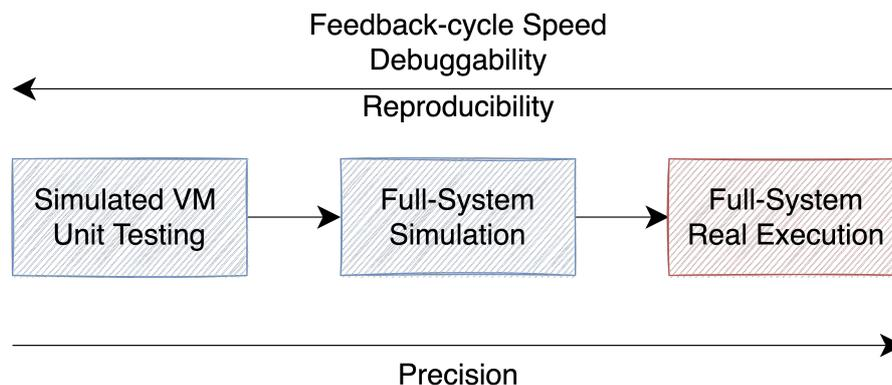 Feedback-cycle Speed
Debuggability
Reproducibility
Simulated VM
Unit Testing
Full-System
Simulation
Full-System
Real Execution
Precision